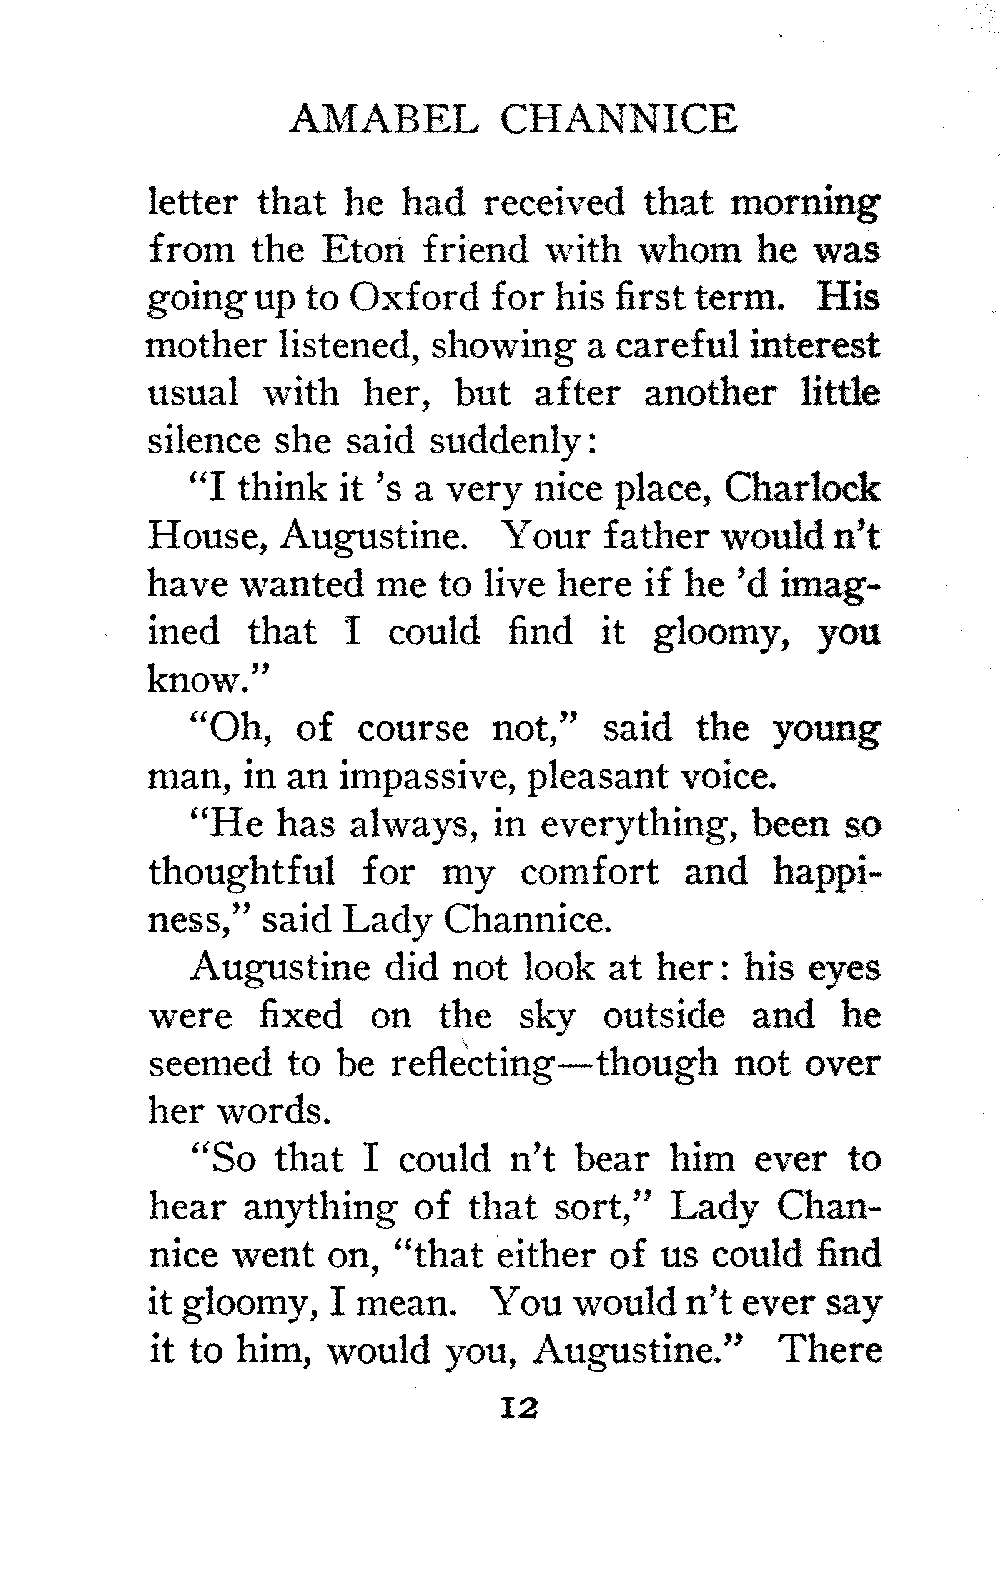 AMABEL CHANNICE
letter that he had received that morning
from the Eton friend with whom he was
going up to Oxford for his first term. His
mother listened, showing a careful interest
usual with her, but after another little
silence she said suddenly:
"I think it 's a very nice place, Charlock
House, Augustine. Your father would n't
have wanted me to live here if he 'd imag-
ined that I could find it gloomy, you
know."
"Oh, of course not," said the young
man, in an impassive, pleasant voice.
"He has always, in everything, been so
thoughtful for my comfort and happi-
ness," said Lady Channice.
Augustine did not look at her: his eyes
were fixed on the sky outside and he
seemed to be reflecting—though not over
her words.
"So that I could n't bear him ever to
hear anything of that sort," Lady Chan-
nice went on, "that either of us could find
it gloomy, I mean. You would n't ever say
it to him, would you, Augustine." There
12